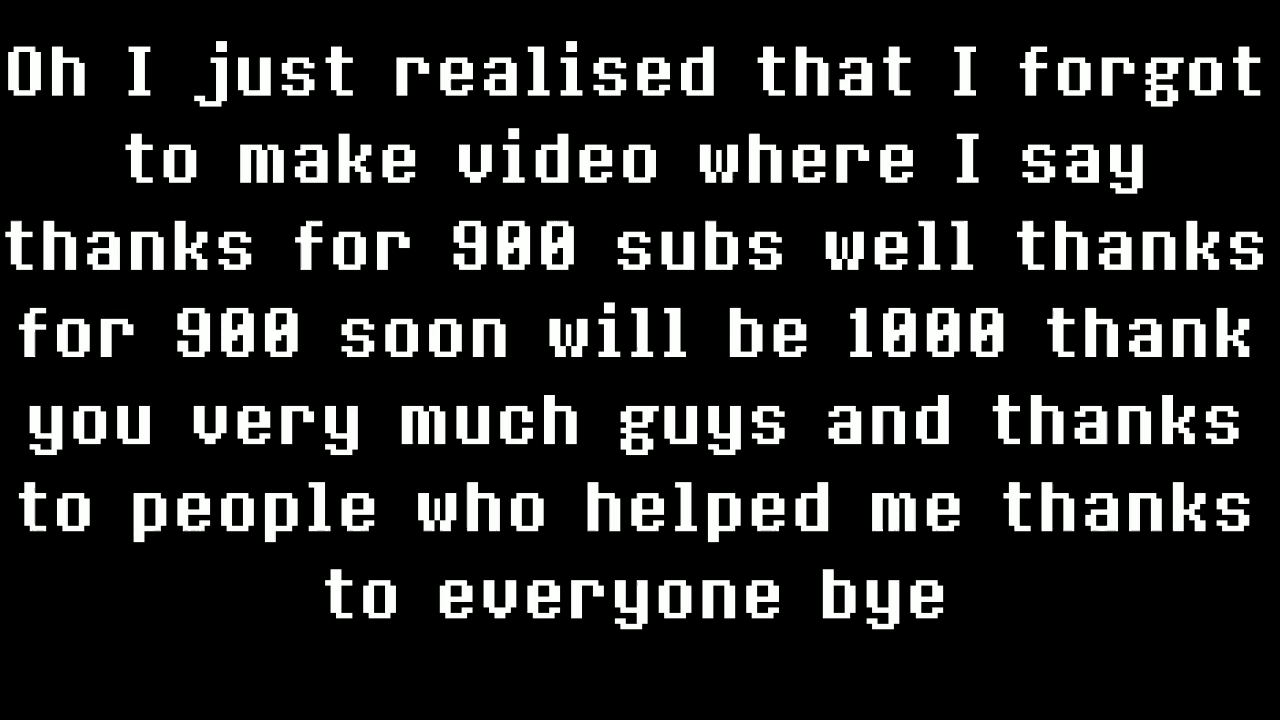 Oh I just realised that I forgot
to make video where I say
thanks for 900 subs well thanks
for 900 soon will be 1000 thank
you very much guys and thanks
to people who helped me thanks
to everyone bye